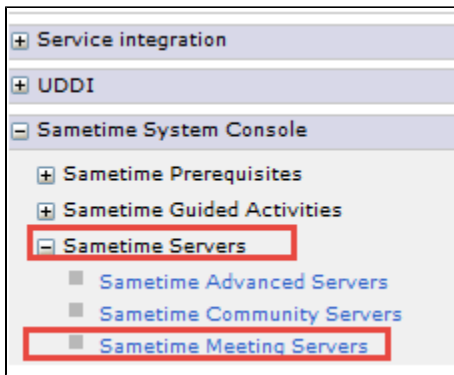 Service integration
UDDI
Sametime System Console
Sametime Prerequisites
Sametime Guided Activities
Sametime Servers
Sametime Advanced Servers
Sametime Community Servers
Sametime Meeting Servers